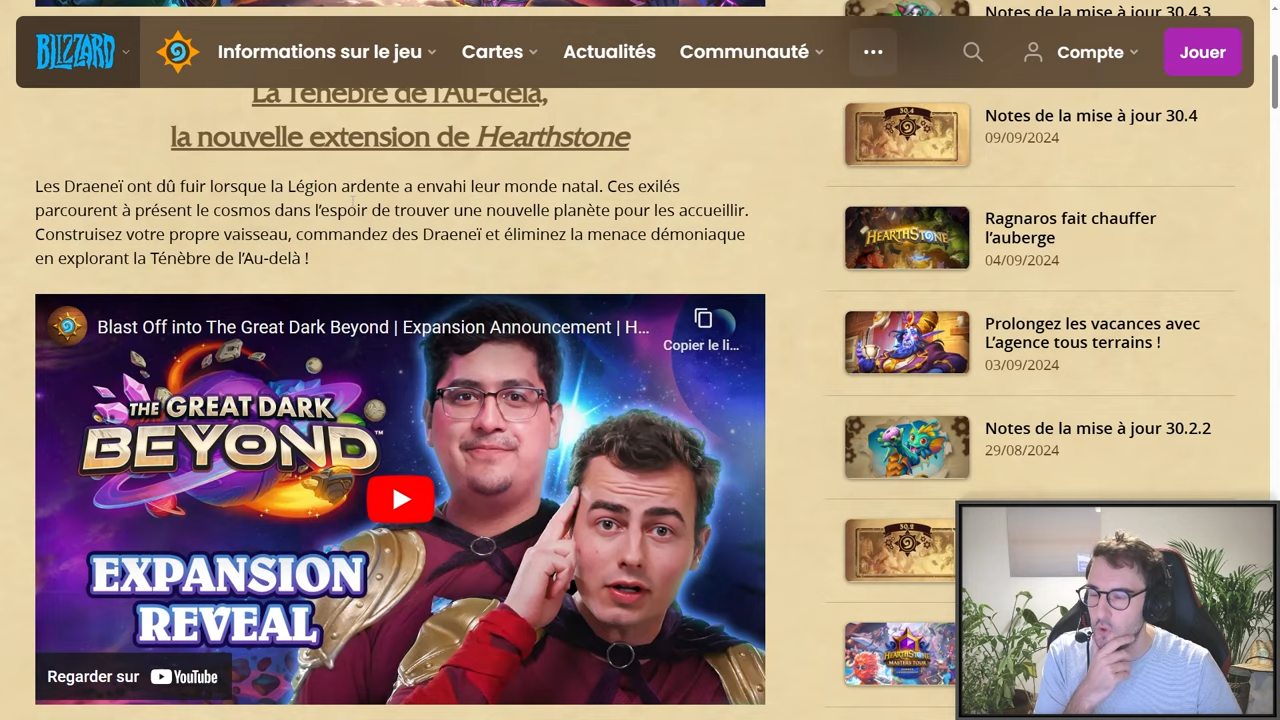 Notes de la mise à jour 30.4.3
BLIZZARD
Informations sur le jeu
Cartes
Actualités
Communauté
Compte
Jouer
La Ténèbre de l'Au-delà,
la nouvelle extension de Hearthstone
Les Draeneï ont dû fuir lorsque la Légion ardente a envahi leur monde natal. Ces exilés
parcourent à présent le cosmos dans l'espoir de trouver une nouvelle planète pour les accueillir.
Construisez votre propre vaisseau, commandez des Draeneï et éliminez la menace démoniaque
en explorant la Ténèbre de l'Au-delà !
Blast Off into The Great Dark Beyond | Expansion Announcement | H...
Copier le li...
THE GREAT DARK
BEYOND™
EXPANSION
REVEAL
Regarder sur YouTube
30.4
Notes de la mise à jour 30.4
09/09/2024
HEARTHSTONE
Ragnaros fait chauffer
l'auberge
04/09/2024
Prolongez les vacances avec
L'agence tous terrains !
03/09/2024
Notes de la mise à jour 30.2.2
29/08/2024
30.2
HEARTHSTONE
MASTERS TOUR